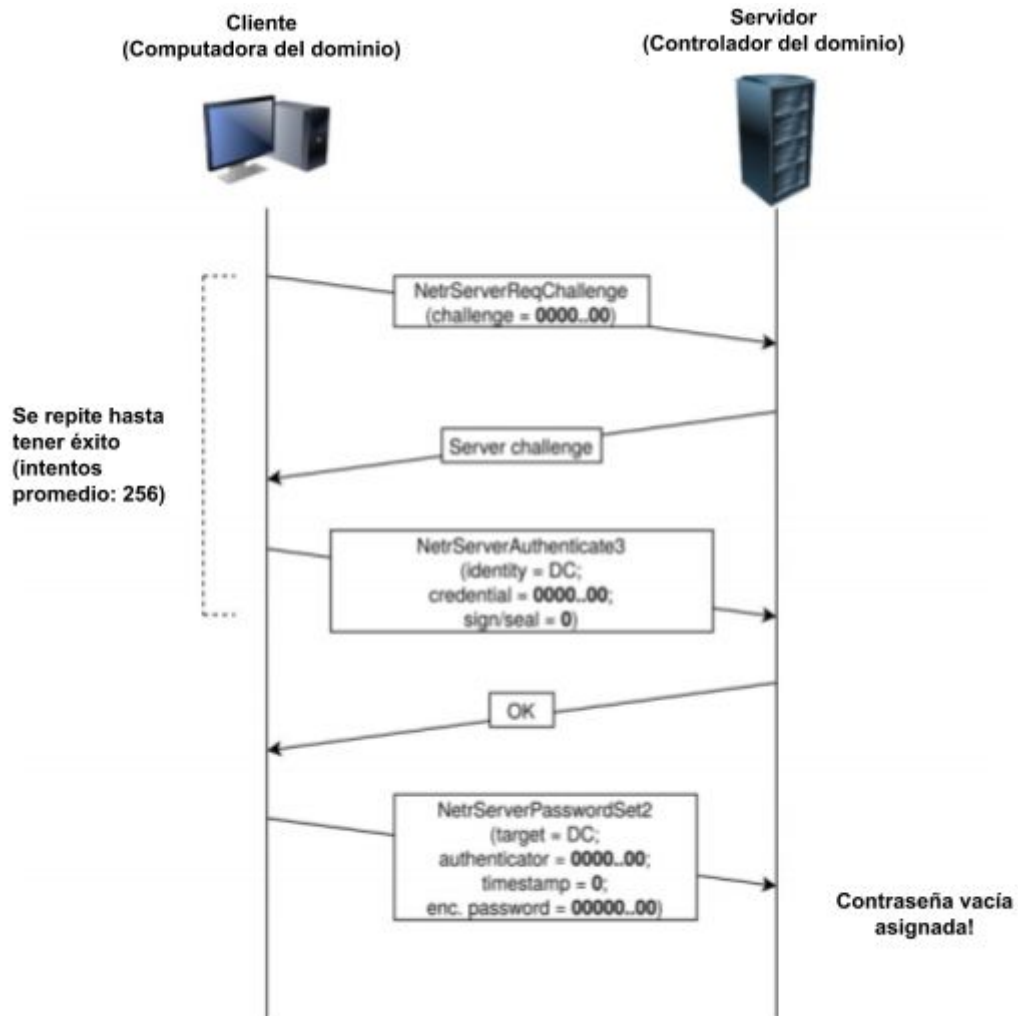 Cliente
(Computadora del dominio)
Servidor
(Controlador del dominio)
NetrServerReqChallenge
(challenge = 0000..00)
Server challenge
Se repite hasta
tener éxito
(intentos
promedio: 256)
NetrServerAuthenticate3
(identity = DC;
credential = 0000..00;
sign/seal = 0)
OK
NetrServerPasswordSet2
(target = DC;
authenticator = 0000..00;
timestamp = 0;
enc. password = 00000..00)
Contraseña vacía
asignada!